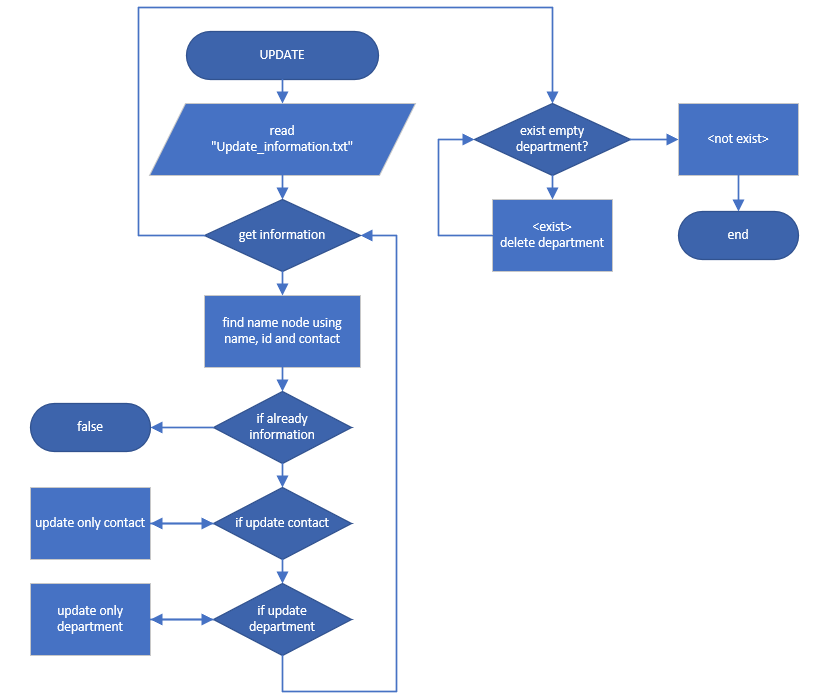 UPDATE
read
"Update_information.txt"
get information
find name node using
name, id and contact
if already
information
false
if update contact
update only contact
if update
department
update only
department
exist empty
department?
<exist>
delete department
<not exist>
end